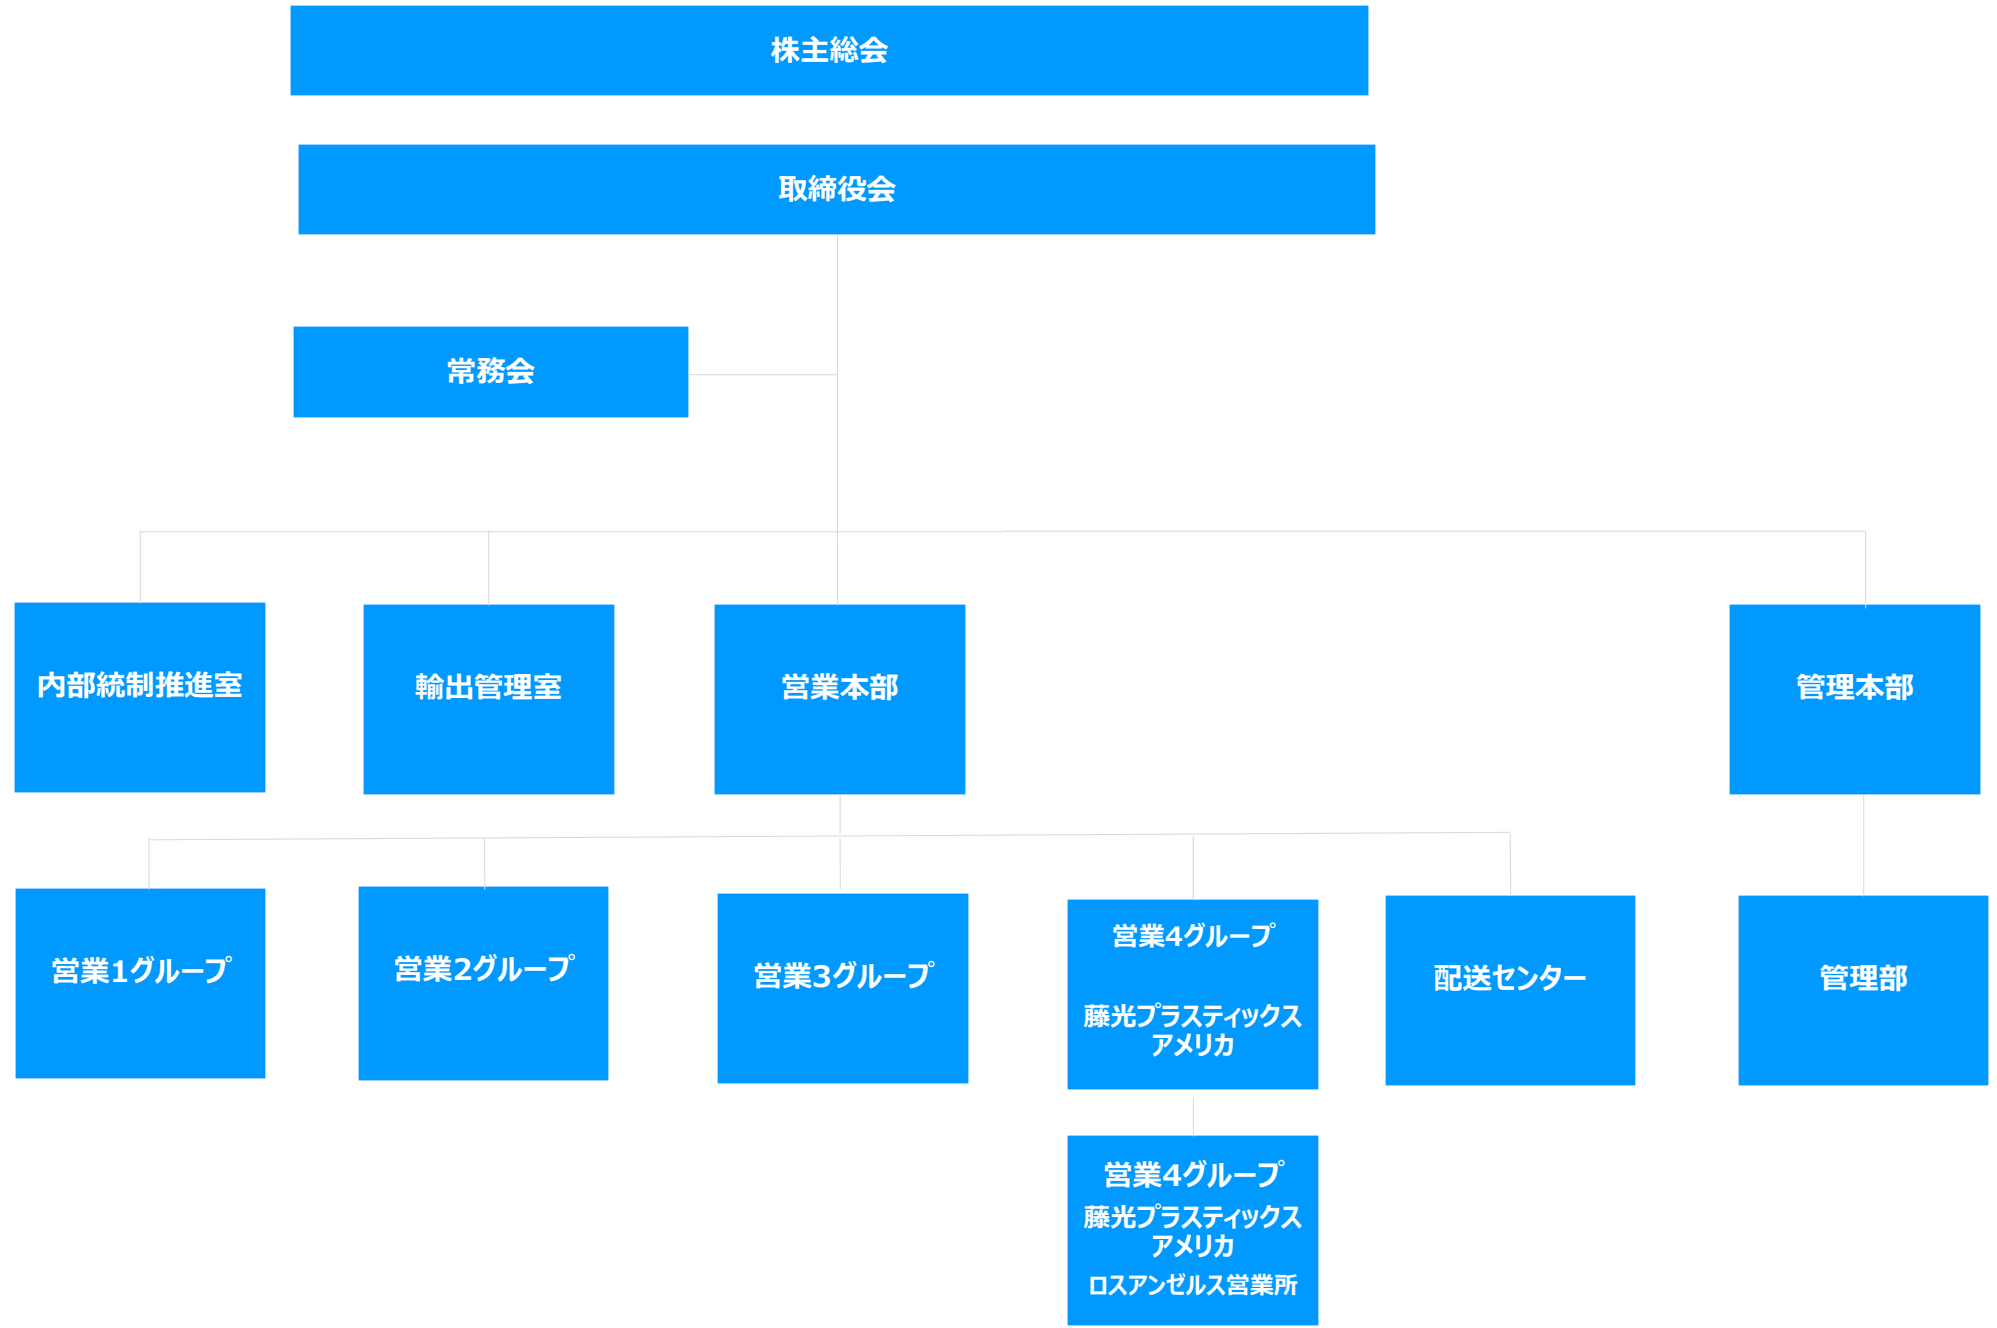 株主総会
取締役会
常務会
内部統制推進室
輸出管理室
営業本部
管理本部
営業1グループ
営業2グループ
営業3グループ
営業4グループ
藤光プラスティックス
アメリカ
配送センター
管理部
営業4グループ
藤光プラスティックス
アメリカ
ロスアンゼルス営業所